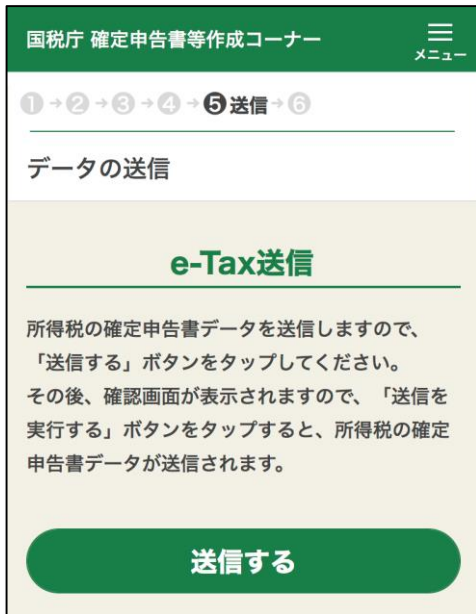 国税庁 確定申告書等作成コーナー
メニュー
1→2→3→4→5送信→6
データの送信
e-Tax送信
所得税の確定申告書データを送信しますので、
「送信する」ボタンをタップしてください。
その後、確認画面が表示されますので、「送信を
実行する」ボタンをタップすると、所得税の確定
申告書データが送信されます。
送信する